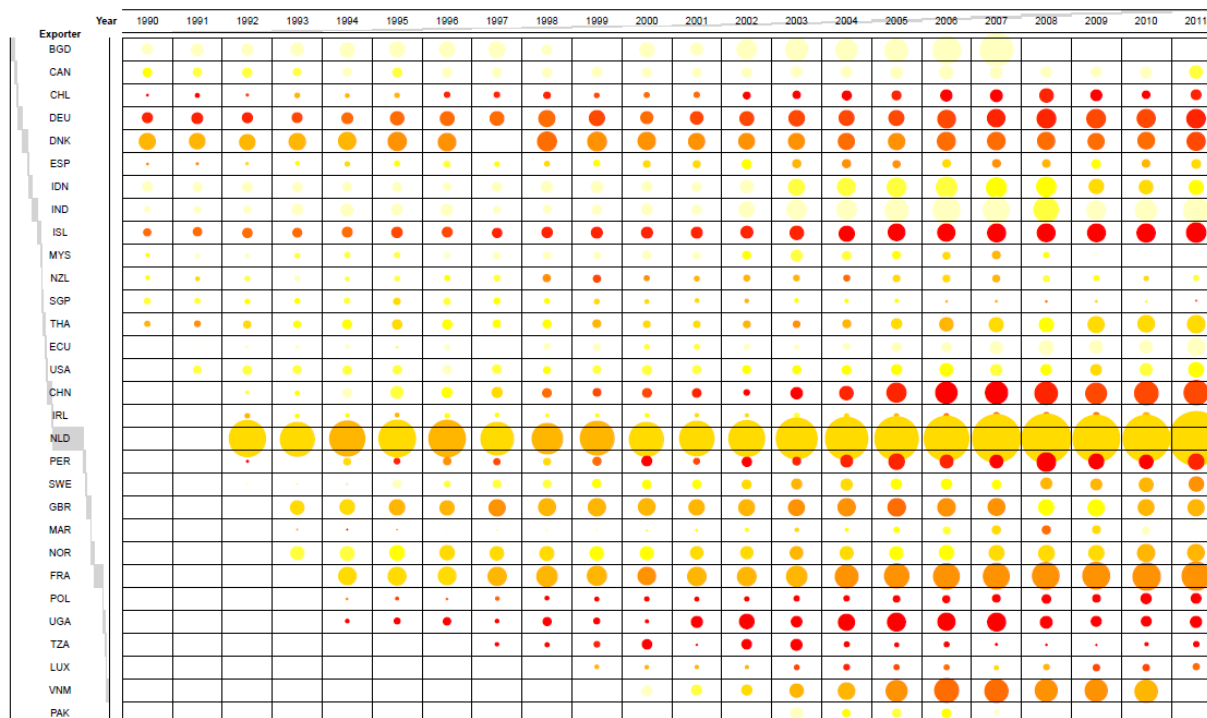 Year 1990 1991 1992 1993 1994 1995 1996 1997 1998 1999 2000 2001 2002 2003 2004 2005 2006 2007 2008 2009 2010 2011
Exporter
BGD
CAN
CHL
DEU
DNK
ESP
IDN
IND
ISL
MYS
NZL
SGP
THA
ECU
USA
CHN
IRL
NLD
PER
SWE
GBR
MAR
NOR
FRA
POL
UGA
TZA
LUX
VNM
PAK